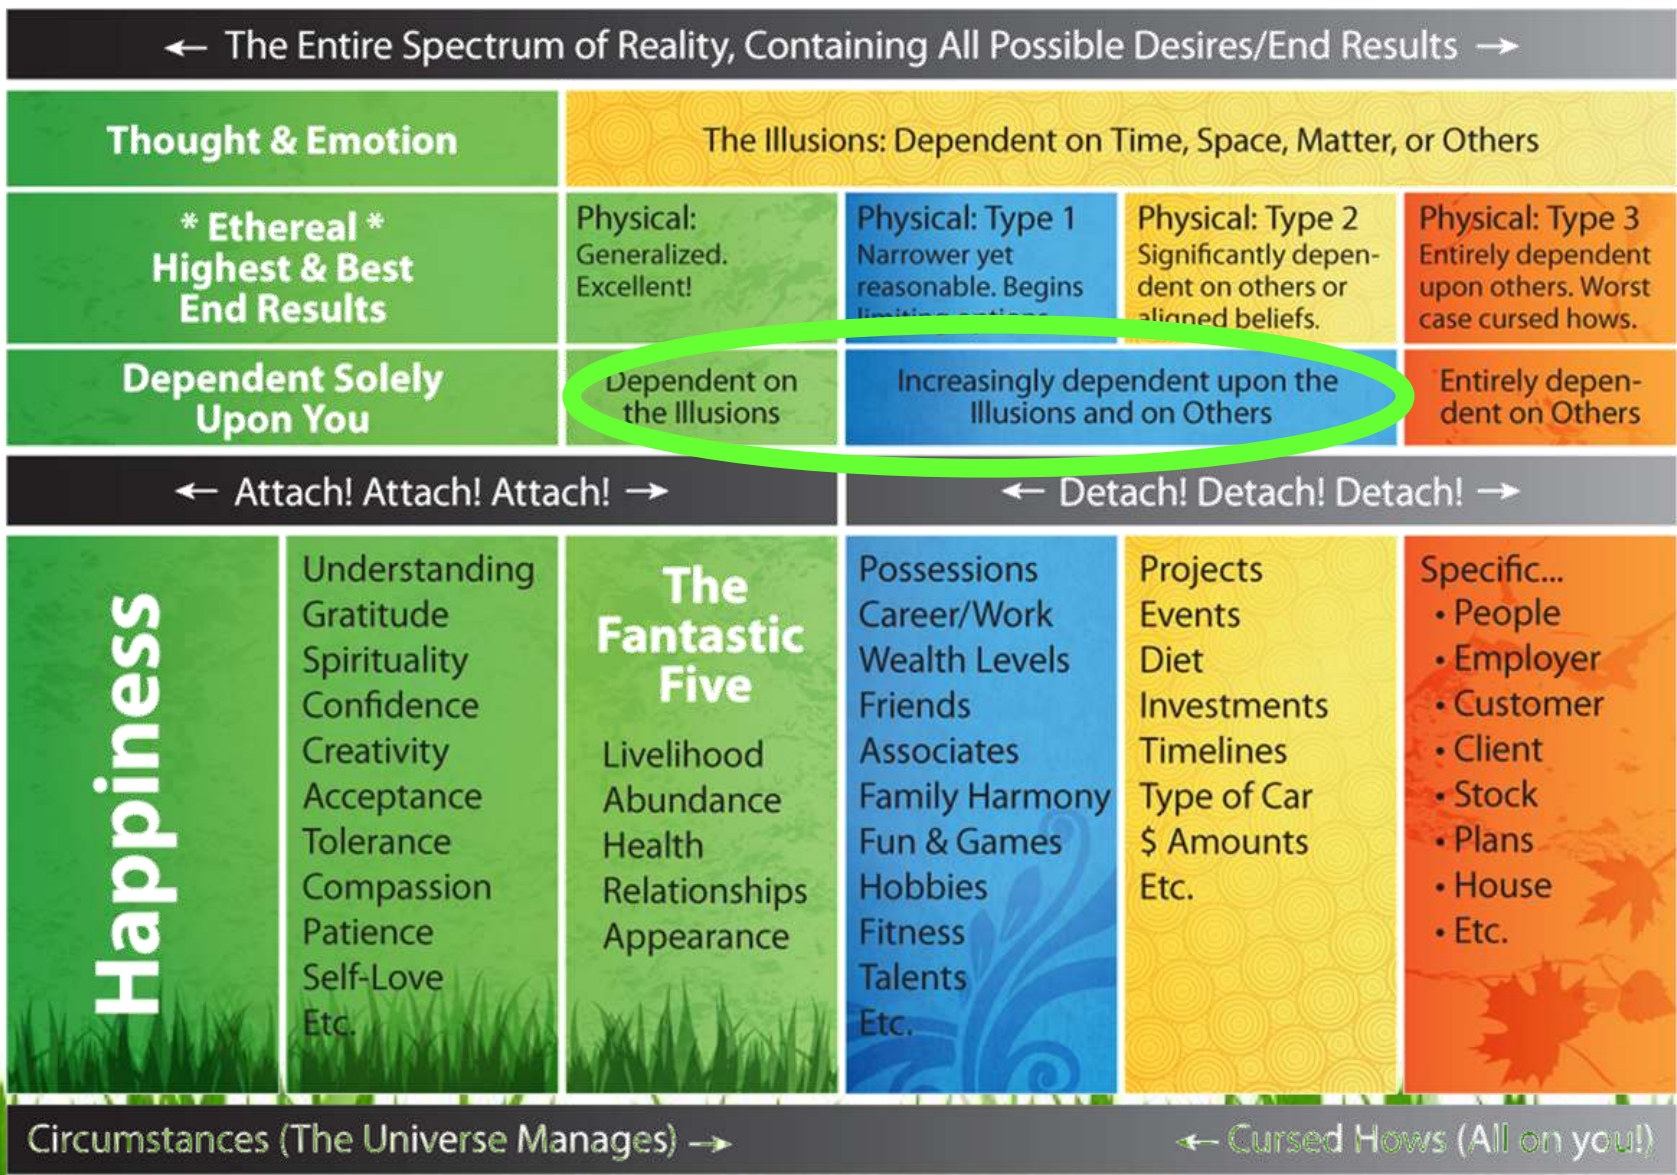 ← The Entire Spectrum of Reality, Containing All Possible Desires/End Results →
Thought & Emotion
The Illusions: Dependent on Time, Space, Matter, or Others
* Ethereal *
Highest & Best
End Results
Physical:
Generalized.
Excellent!
Physical: Type 1
Narrower yet
reasonable. Begins
limiting options.
Physical: Type 2
Significantly depen-
dent on others or
aligned beliefs.
Physical: Type 3
Entirely dependent
upon others. Worst
case cursed hows.
Dependent Solely
Upon You
Dependent on
the Illusions
Increasingly dependent upon the
Illusions and on Others
Entirely depen-
dent on Others
← Attach! Attach! Attach! →
← Detach! Detach! Detach! →
Happiness
Understanding
Gratitude
Spirituality
Confidence
Creativity
Acceptance
Tolerance
Compassion
Patience
Self-Love
Etc.
The
Fantastic
Five
Livelihood
Abundance
Health
Relationships
Appearance
Possessions
Career/Work
Wealth Levels
Friends
Associates
Family Harmony
Fun & Games
Hobbies
Fitness
Talents
Etc.
Projects
Events
Diet
Investments
Timelines
Type of Car
$ Amounts
Etc.
Specific...
• People
• Employer
• Customer
• Client
• Stock
• Plans
• House
• Etc.
Circumstances (The Universe Manages) →
← Cursed Hows (All on you!)